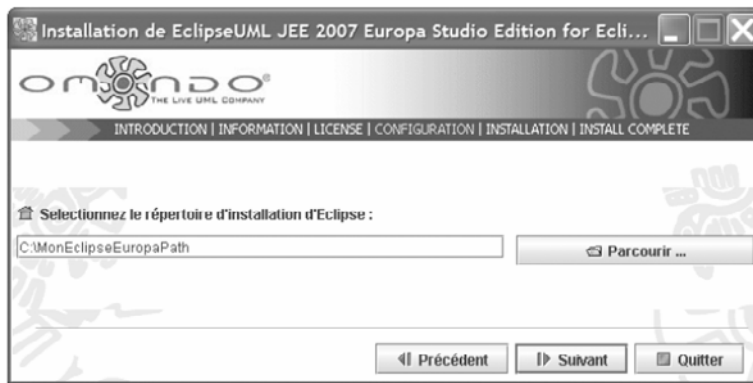 Installation de EclipseUML JEE 2007 Europa Studio Edition for Ecli...
OMONDO®
THE LIVE UML COMPANY
INTRODUCTION | INFORMATION | LICENSE | CONFIGURATION | INSTALLATION | INSTALL COMPLETE
Selectionnez le répertoire d'installation d'Eclipse :
C:\MonEclipseEuropaPath
Parcourir ...
Précédent
Suivant
Quitter